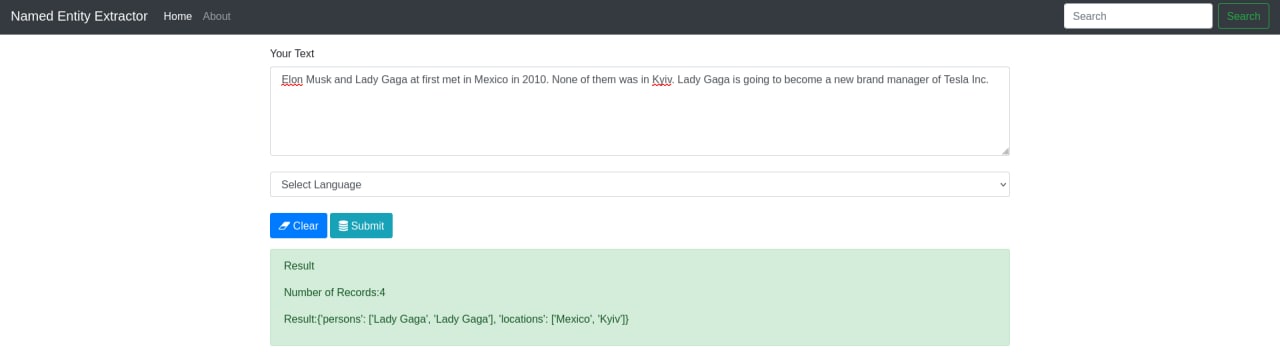 Named Entity Extractor Home About Search Search
Your Text
Elon Musk and Lady Gaga at first met in Mexico in 2010. None of them was in Kyiv. Lady Gaga is going to become a new brand manager of Tesla Inc.
Select Language
Clear Submit
Result
Number of Records:4
Result:{'persons': ['Lady Gaga', 'Lady Gaga'], 'locations': ['Mexico', 'Kyiv']}